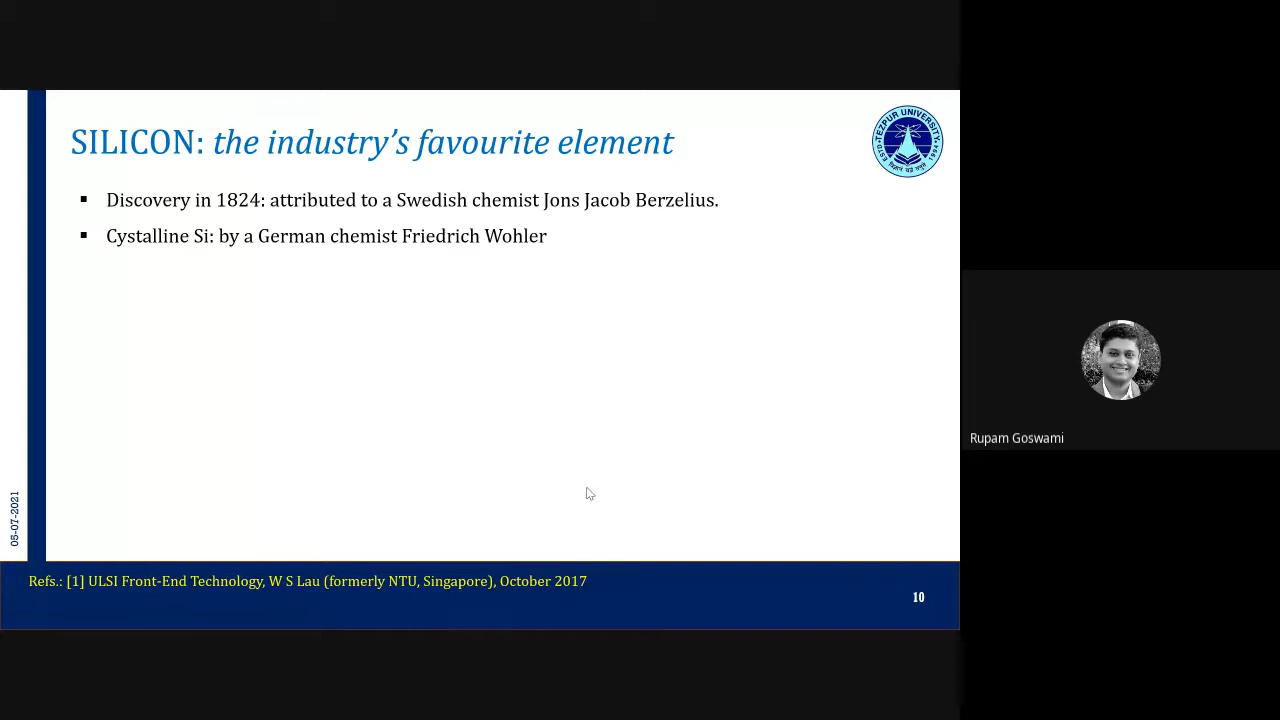 SILICON: the industry's favourite element
TEZPUR UNIVERSITY
▪ Discovery in 1824: attributed to a Swedish chemist Jons Jacob Berzelius.
▪ Cystalline Si: by a German chemist Friedrich Wohler
Rupam Goswami
05-07-2021
Refs.: [1] ULSI Front-End Technology, W S Lau (formerly NTU, Singapore), October 2017
10